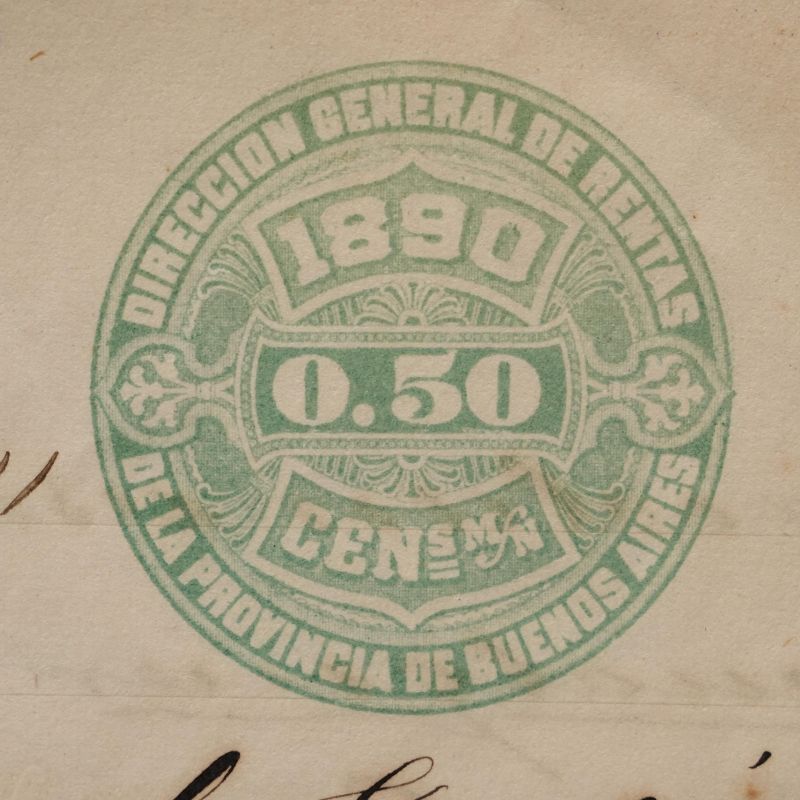 DIRECCION GENERAL DE RENTAS
1890
0.50
CENS M/N
DE LA PROVINCIA DE BUENOS AIRES